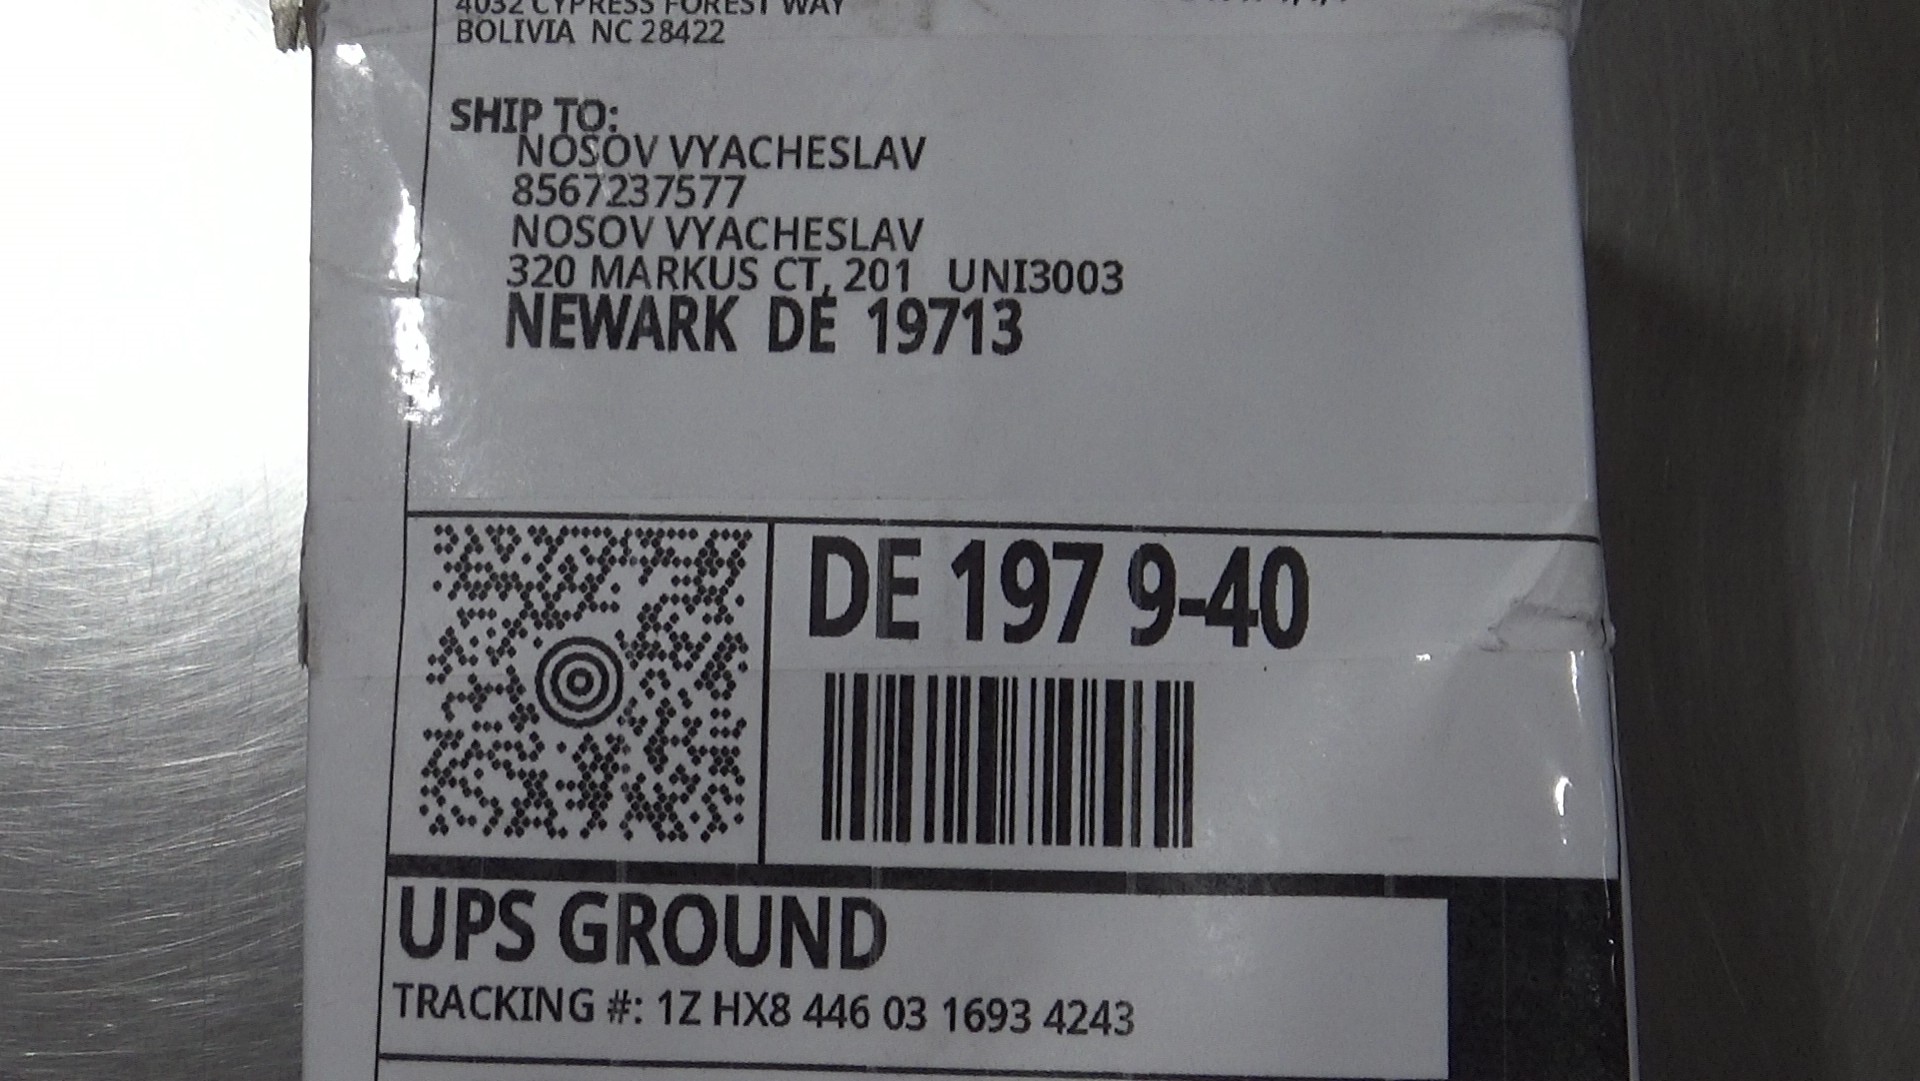 4032 CYPRESS FOREST WAY
BOLIVIA NC 28422
SHIP TO:
NOSOV VYACHESLAV
8567237577
NOSOV VYACHESLAV
320 MARKUS CT, 201 UNI3003
NEWARK DE 19713
DE 197 9-40
UPS GROUND
TRACKING #: 1Z HX8 446 03 1693 4243